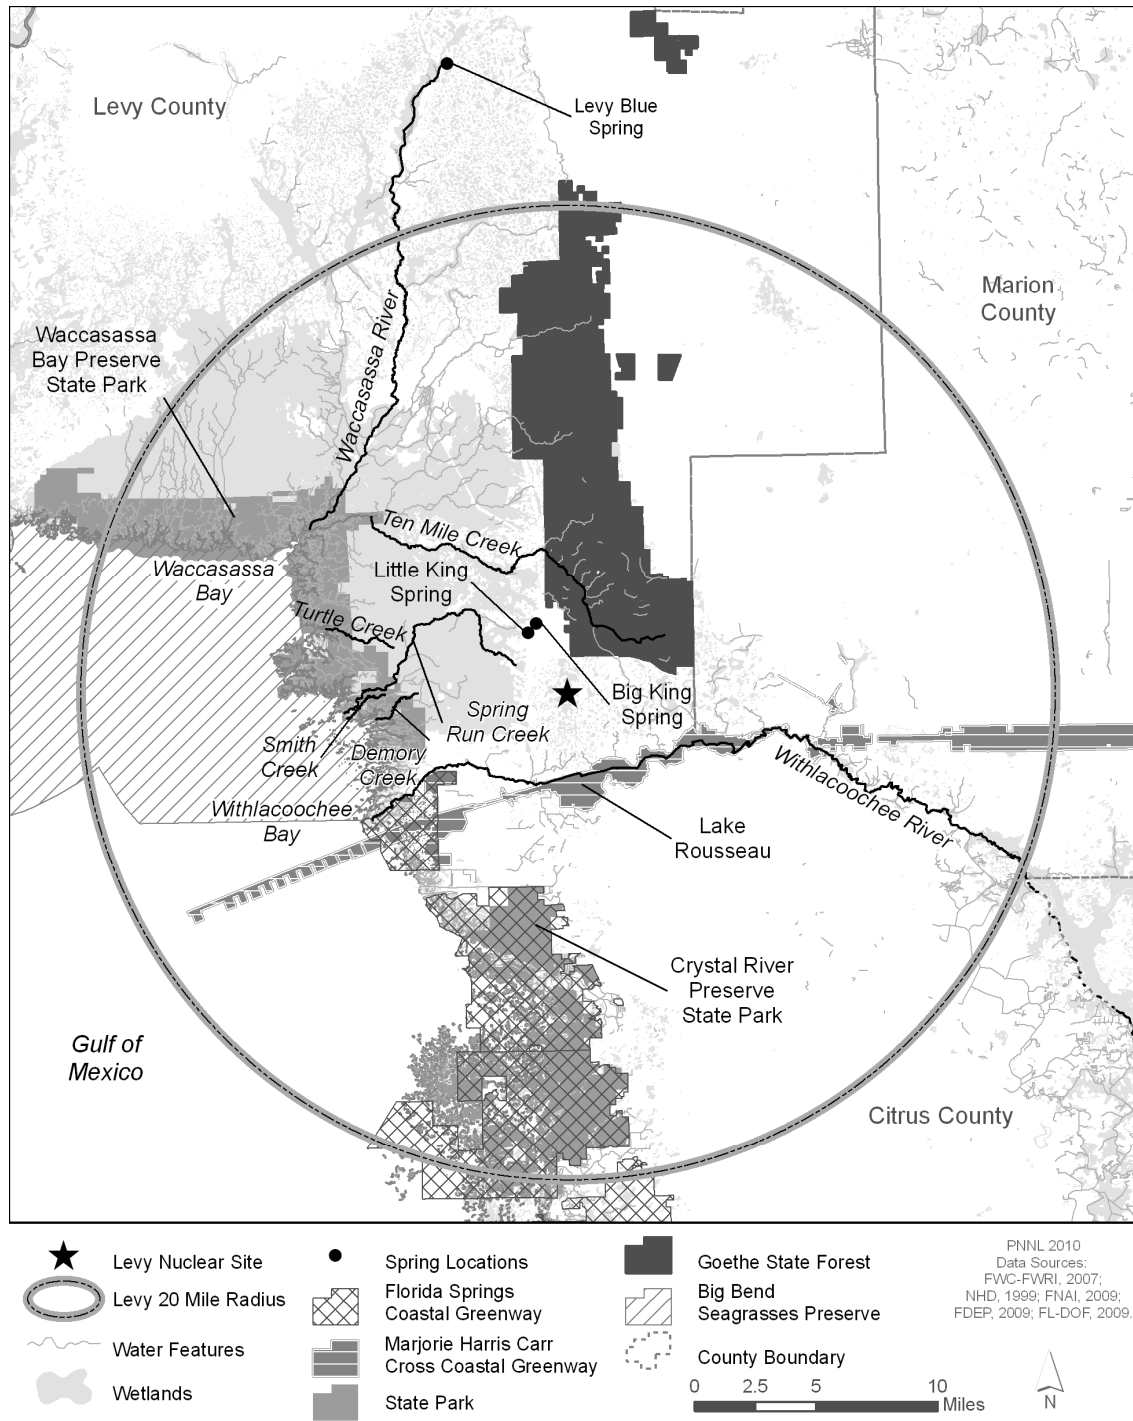 Levy County
Levy Blue
Spring
Marion
County
Waccasassa
Bay Preserve
State Park
Waccasassa River
Ten Mile Creek
Waccasassa
Bay
Little King
Spring
Turtle Creek
Big King
Spring
Spring
Run Creek
Smith
Creek
Demory
Creek
Withlacoochee
Bay
Withlacoochee River
Lake
Rousseau
Crystal River
Preserve
State Park
Gulf of
Mexico
Citrus County
Levy Nuclear Site
Levy 20 Mile Radius
Water Features
Wetlands
Spring Locations
Florida Springs
Coastal Greenway
Marjorie Harris Carr
Cross Coastal Greenway
State Park
Goethe State Forest
Big Bend
Seagrasses Preserve
County Boundary
0 2.5 5 10
Miles
PNNL 2010
Data Sources:
FWC-FWRI, 2007;
NHD, 1999; FNAI, 2009;
FDEP, 2009; FL-DOF, 2009.
N